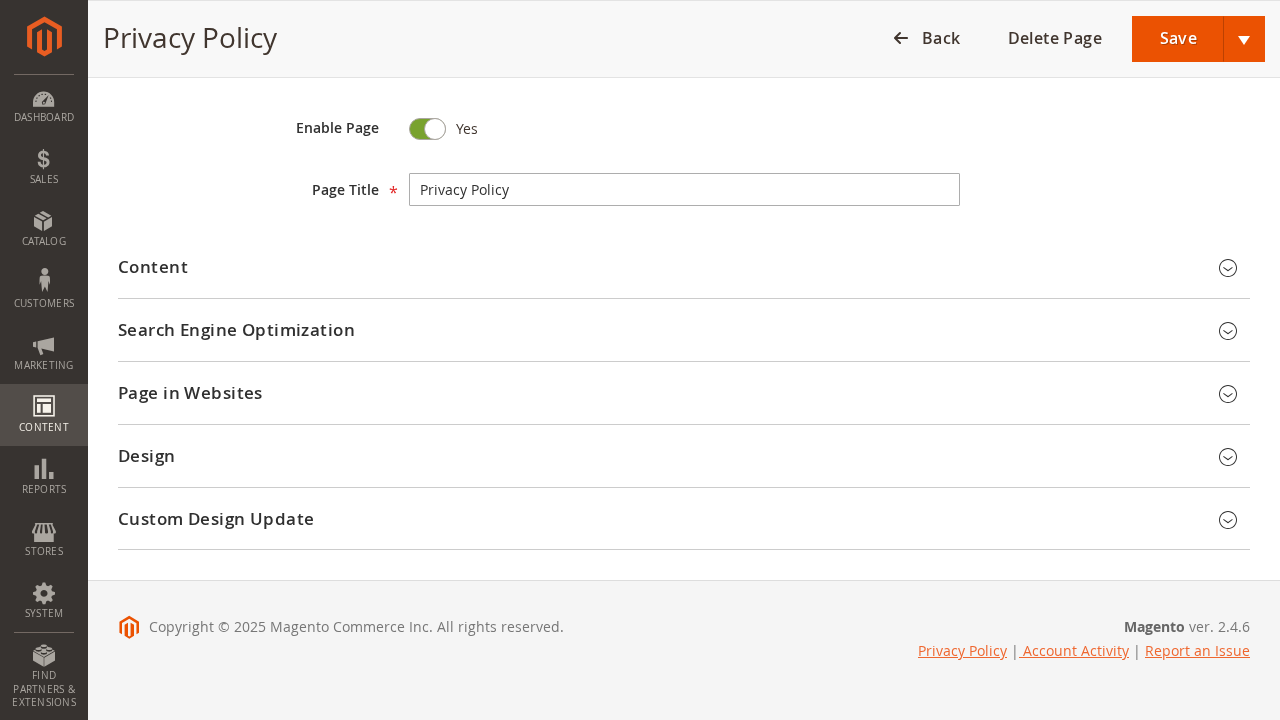 Privacy Policy
Back
Delete Page
Save
DASHBOARD
SALES
CATALOG
CUSTOMERS
MARKETING
CONTENT
REPORTS
STORES
SYSTEM
FIND
PARTNERS &
EXTENSIONS
Enable Page
Yes
Page Title *
Privacy Policy
Content
Search Engine Optimization
Page in Websites
Design
Custom Design Update
Copyright © 2025 Magento Commerce Inc. All rights reserved.
Magento ver. 2.4.6
Privacy Policy | Account Activity | Report an Issue